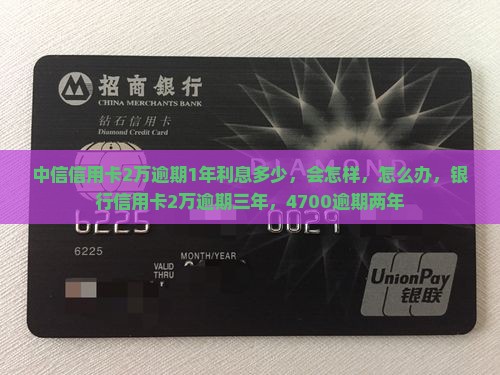 招商銀行
CHINA MERCHANTS BANK
钻石信用卡
Diamond Credit Card
DIAMOND
中信信用卡2万逾期1年利息多少，会怎样，怎么办，银
行信用卡2万逾期三年，4700逾期两年
6225 0029
6225
MONTH/YEAR
VALID
THRU
UnionPay
银联